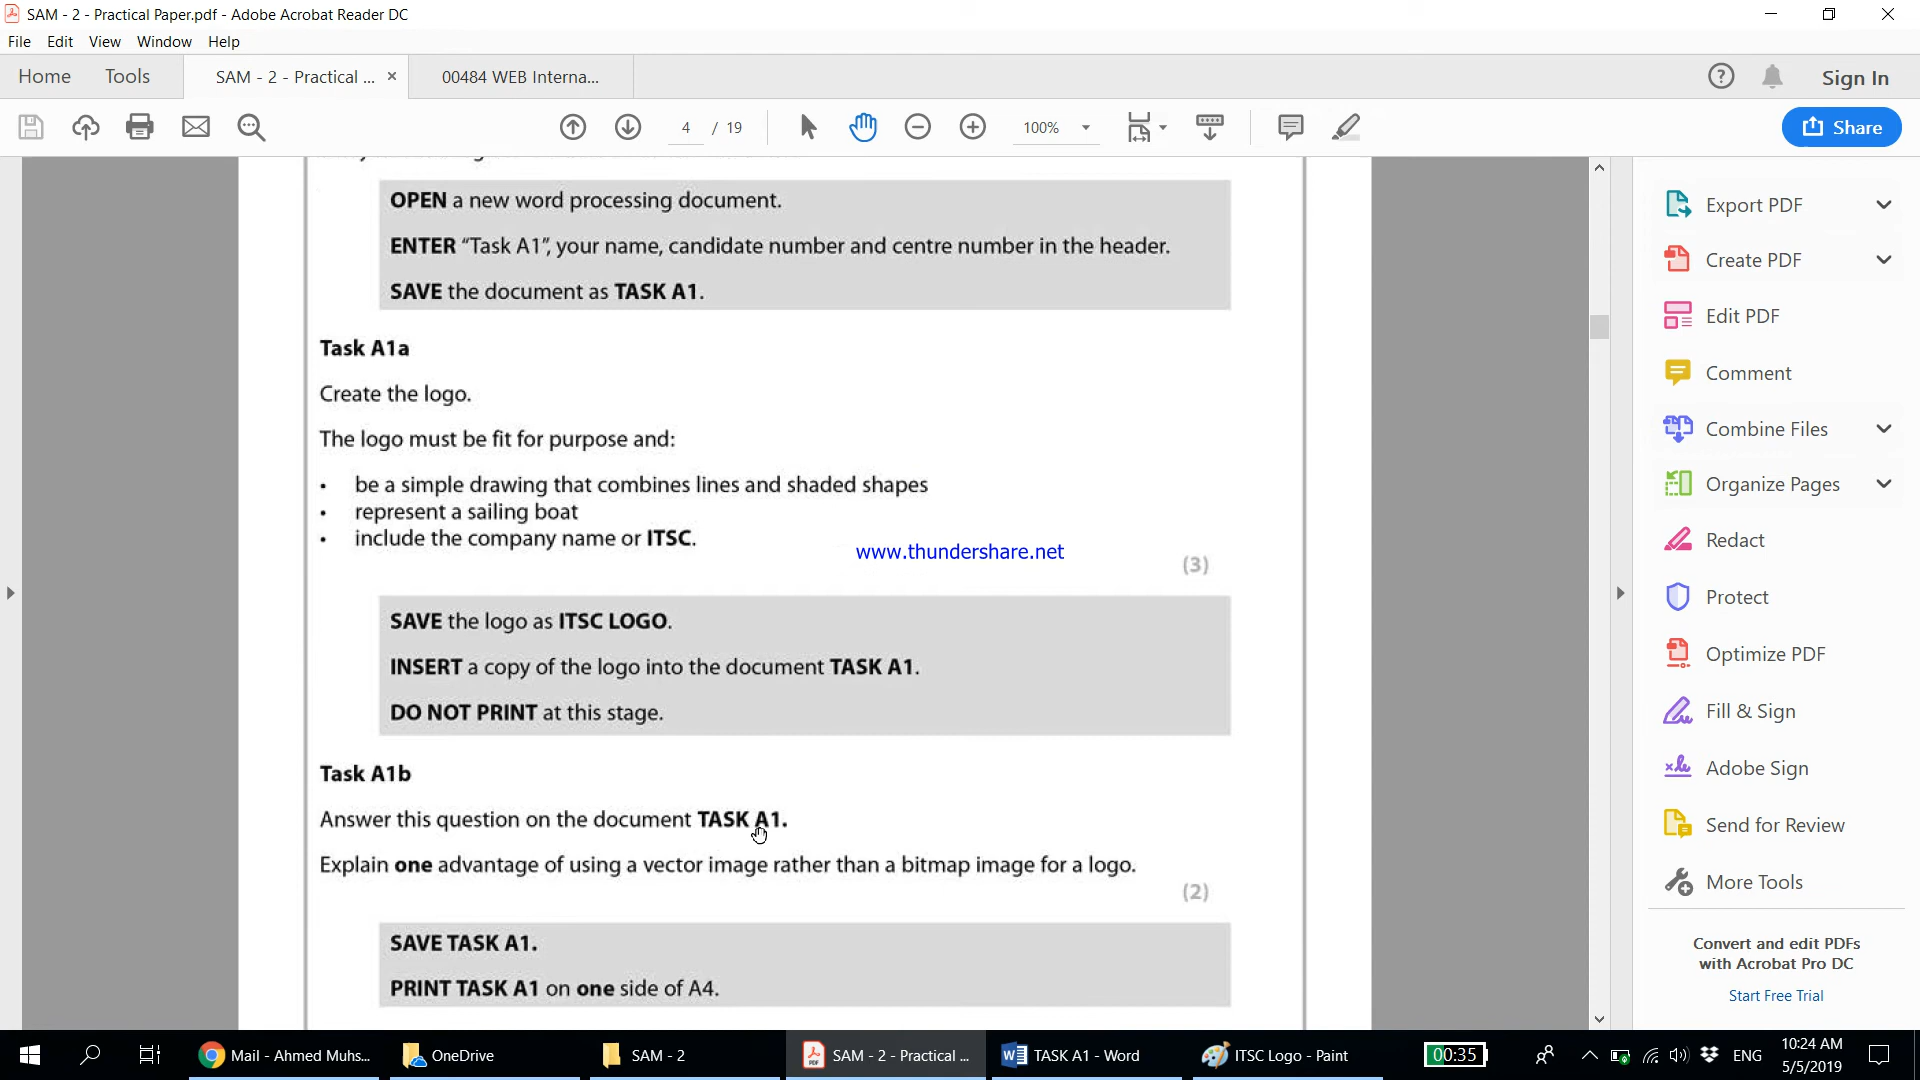 SAM - 2 - Practical Paper.pdf - Adobe Acrobat Reader DC
File Edit View Window Help
Home Tools SAM - 2 - Practical ... × 00484 WEB Interna... Sign In
4 / 19 100% Share
OPEN a new word processing document.
ENTER “Task A1”, your name, candidate number and centre number in the header.
SAVE the document as TASK A1.
Task A1a
Create the logo.
The logo must be fit for purpose and:
• be a simple drawing that combines lines and shaded shapes
• represent a sailing boat
• include the company name or ITSC.
www.thundershare.net
(3)
SAVE the logo as ITSC LOGO.
INSERT a copy of the logo into the document TASK A1.
DO NOT PRINT at this stage.
Task A1b
Answer this question on the document TASK A1.
Explain one advantage of using a vector image rather than a bitmap image for a logo.
(2)
SAVE TASK A1.
PRINT TASK A1 on one side of A4.
Export PDF
Create PDF
Edit PDF
Comment
Combine Files
Organize Pages
Redact
Protect
Optimize PDF
Fill & Sign
Adobe Sign
Send for Review
More Tools
Convert and edit PDFs
with Acrobat Pro DC
Start Free Trial
Mail - Ahmed Muhs... OneDrive SAM - 2 SAM - 2 - Practical ... TASK A1 - Word ITSC Logo - Paint 00:35 ENG 10:24 AM
5/5/2019